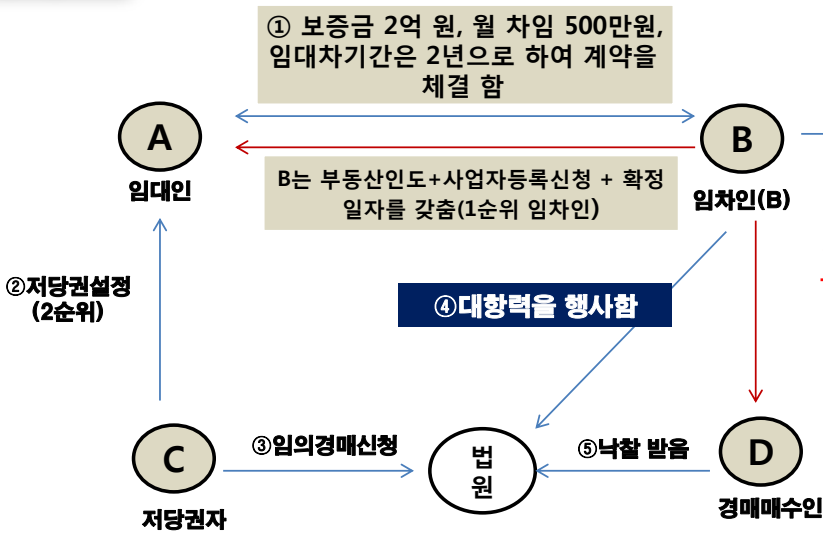 ① 보증금 2억 원, 월 차임 500만원,
임대차기간은 2년으로 하여 계약을
체결 함
A
B
임대인
B는 부동산인도+사업자등록신청 + 확정
일자를 갖춤(1순위 임차인)
임차인(B)
②저당권설정
(2순위)
④대항력을 행사함
C
③임의경매신청
법
원
⑤낙찰 받음
D
저당권자
경매매수인